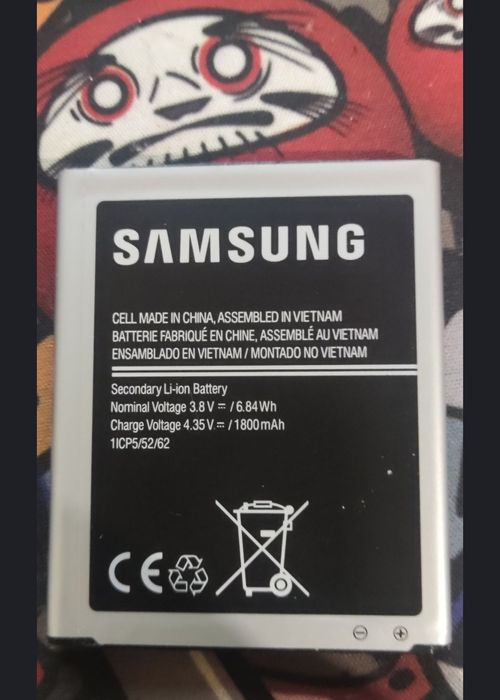 SAMSUNG
CELL MADE IN CHINA, ASSEMBLED IN VIETNAM
BATTERIE FABRIQUÉ EN CHINE, ASSEMBLÉ AU VIETNAM
ENSAMBLADO EN VIETNAM / MONTADO NO VIETNAM
Secondary Li-ion Battery
Nominal Voltage 3.8 V ⎓ / 6.84 Wh
Charge Voltage 4.35 V ⎓ / 1800 mAh
1ICP5/52/62
CE
⊖ ⊕